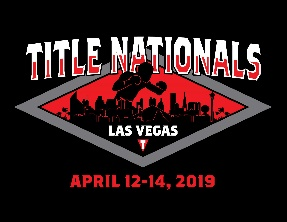 TITLE NATIONALS
LAS VEGAS
T
APRIL 12-14, 2019